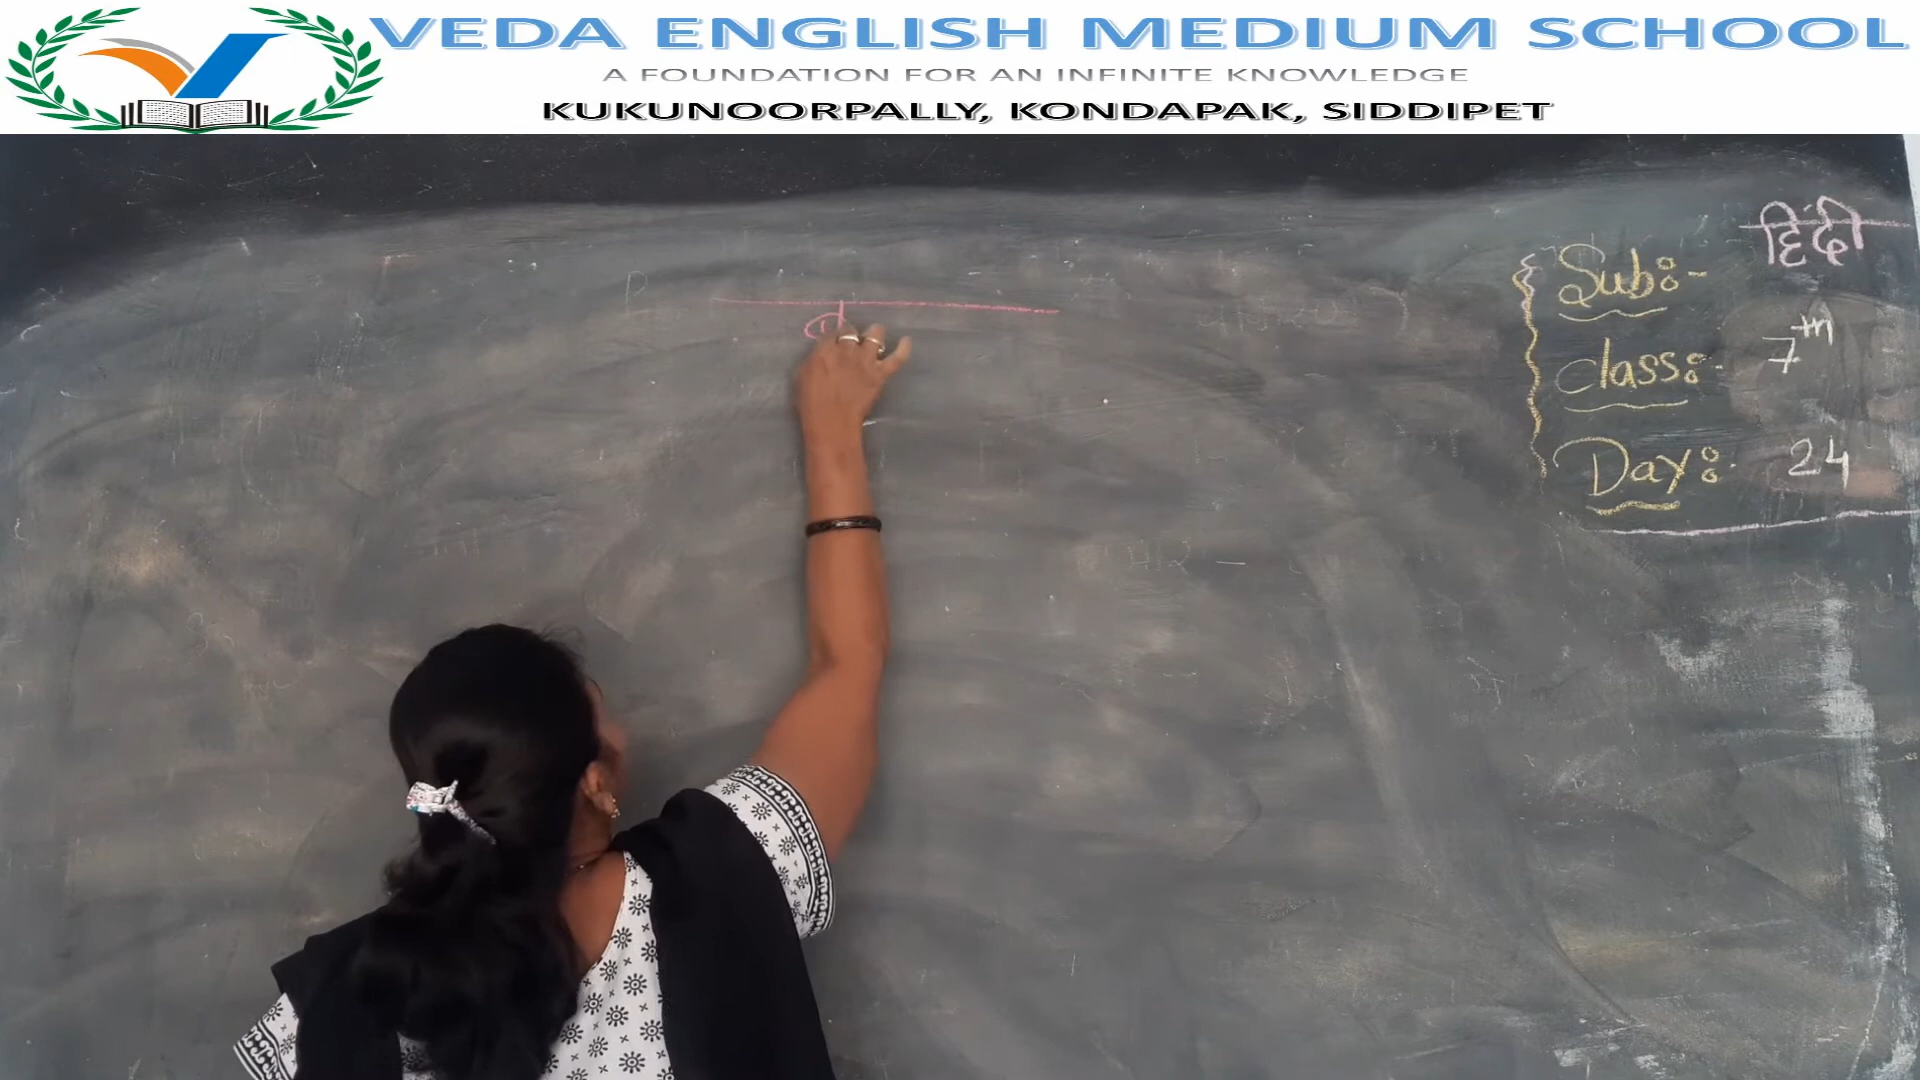 VEDA ENGLISH MEDIUM SCHOOL
A FOUNDATION FOR AN INFINITE KNOWLEDGE
KUKUNOORPALLY, KONDAPAK, SIDDIPET
Sub:- हिंदी
Class:- 7th
Day:- 24